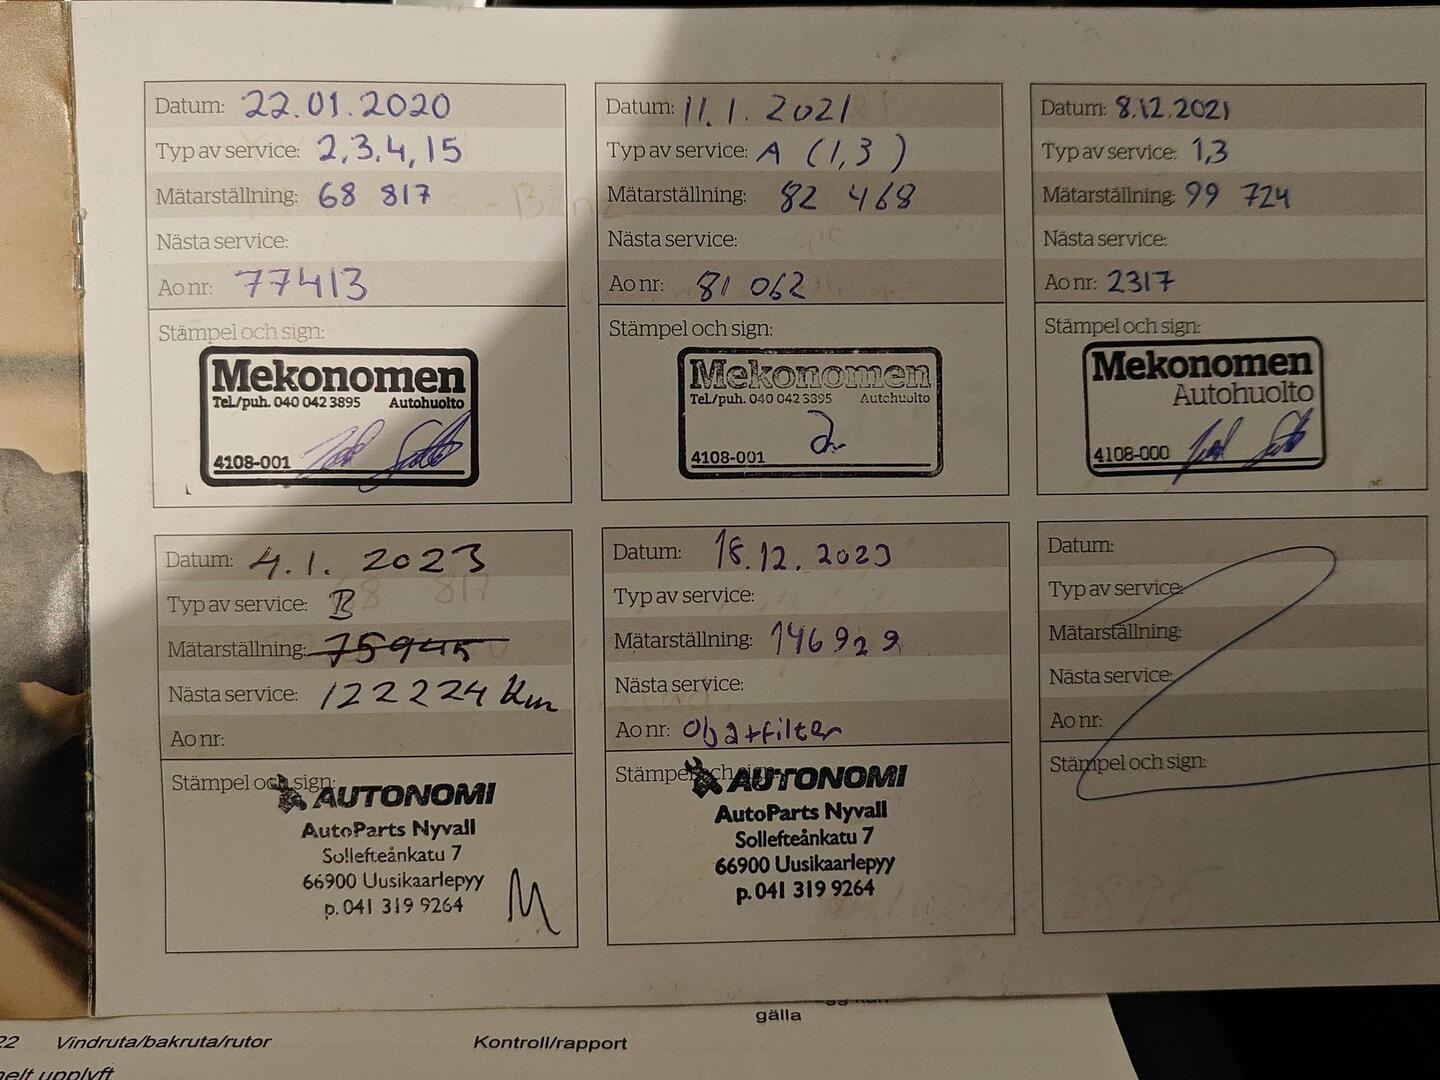 Datum: 22.01.2020
Typ av service: 2,3,4,15
Mätarställning: 68 817
Nästa service:
Ao nr: 77413
Stämpel och sign:
Mekonomen
Tel./puh. 040 042 3895 Autohuolto
4108-001
Datum: 11.1.2021
Typ av service: A (1,3)
Mätarställning: 82 468
Nästa service:
Ao nr: 81 062
Stämpel och sign:
Mekonomen
Tel./puh. 040 042 3895 Autohuolto
4108-001
Datum: 8.12.2021
Typ av service: 1,3
Mätarställning: 99 724
Nästa service:
Ao nr: 2317
Stämpel och sign:
Mekonomen
Autohuolto
4108-000
Datum: 4.1. 2023
Typ av service: B
Mätarställning: 75945
Nästa service: 122224 km
Ao nr:
Stämpel och sign:
AUTONOMI
AutoParts Nyvall
Sollefteånkatu 7
66900 Uusikaarlepyy
p. 041 319 9264
Datum: 18.12.2023
Typ av service:
Mätarställning: 146929
Nästa service:
Ao nr:
Stämpel och sign:
AUTONOMI
AutoParts Nyvall
Sollefteånkatu 7
66900 Uusikaarlepyy
p. 041 319 9264
Datum:
Typ av service:
Mätarställning:
Nästa service:
Ao nr:
Stämpel och sign:
gälla
22 Vindruta/bakruta/rutor Kontroll/rapport
helt upplyft